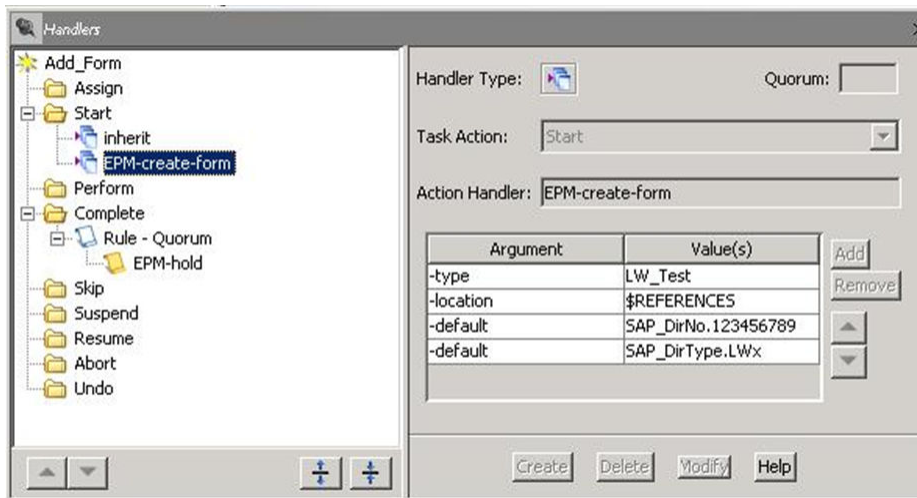 Handlers
Add_Form
Assign
Start
inherit
EPM-create-form
Perform
Complete
Rule - Quorum
EPM-hold
Skip
Suspend
Resume
Abort
Undo
Handler Type: Quorum:
Task Action: Start
Action Handler: EPM-create-form
Argument Value(s)
-type LW_Test
-location $REFERENCES
-default SAP_DirNo.123456789
-default SAP_DirType.LWx
Add
Remove
Create Delete Modify Help